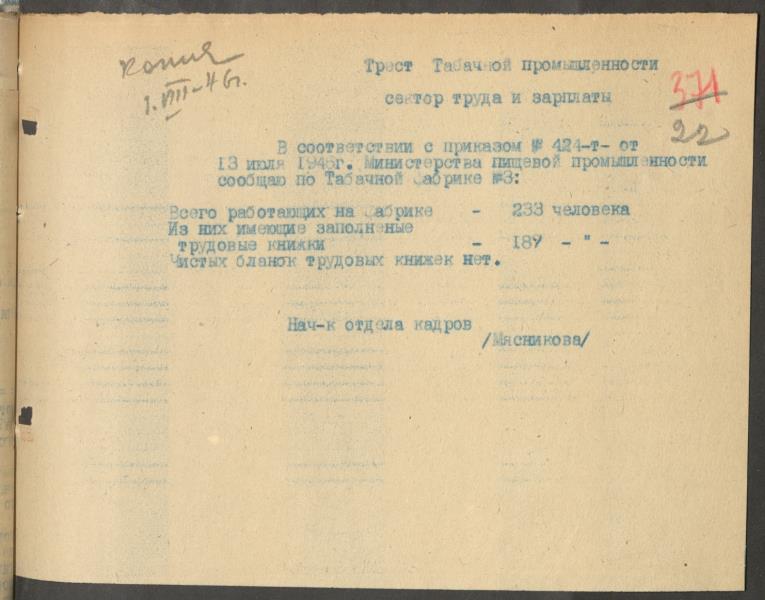 копия
1.VIII-46г.
Трест Табачной промышленности
сектор труда и зарплаты
371
22
В соответствии с приказом № 424-т- от
13 июля 1946г. Министерства пищевой промышленности
сообщаю по Табачной фабрике №3:
Всего работающих на фабрике - 233 человека
Из них имеющие заполненые
трудовые книжки - 187 - " -
Чистых бланок трудовых книжек нет.
Нач-к отдела кадров
/Мясникова/